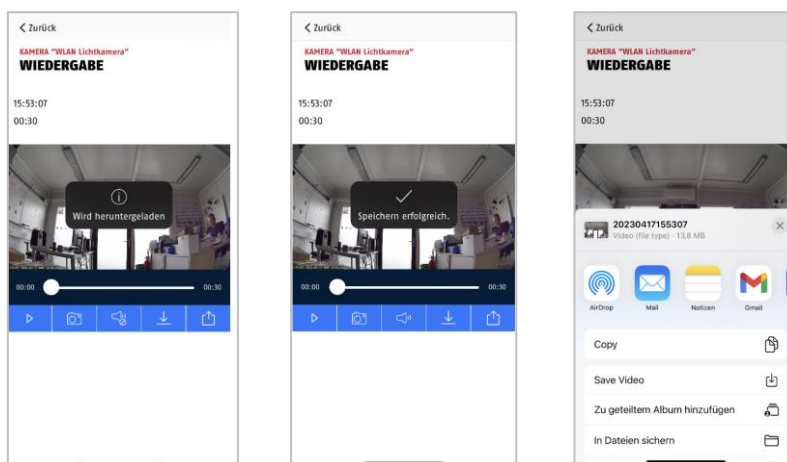 Zurück
KAMERA "WLAN Lichtkamera"
WIEDERGABE
15:53:07
00:30
Wird heruntergeladen
00:00
00:30
Zurück
KAMERA "WLAN Lichtkamera"
WIEDERGABE
15:53:07
00:30
Speichern erfolgreich.
00:00
00:30
Zurück
KAMERA "WLAN Lichtkamera"
WIEDERGABE
15:53:07
00:30
20230417155307
Video (file type) · 13,8 MB
AirDrop
Mail
Notizen
Gmail
Copy
Save Video
Zu geteiltem Album hinzufügen
In Dateien sichern